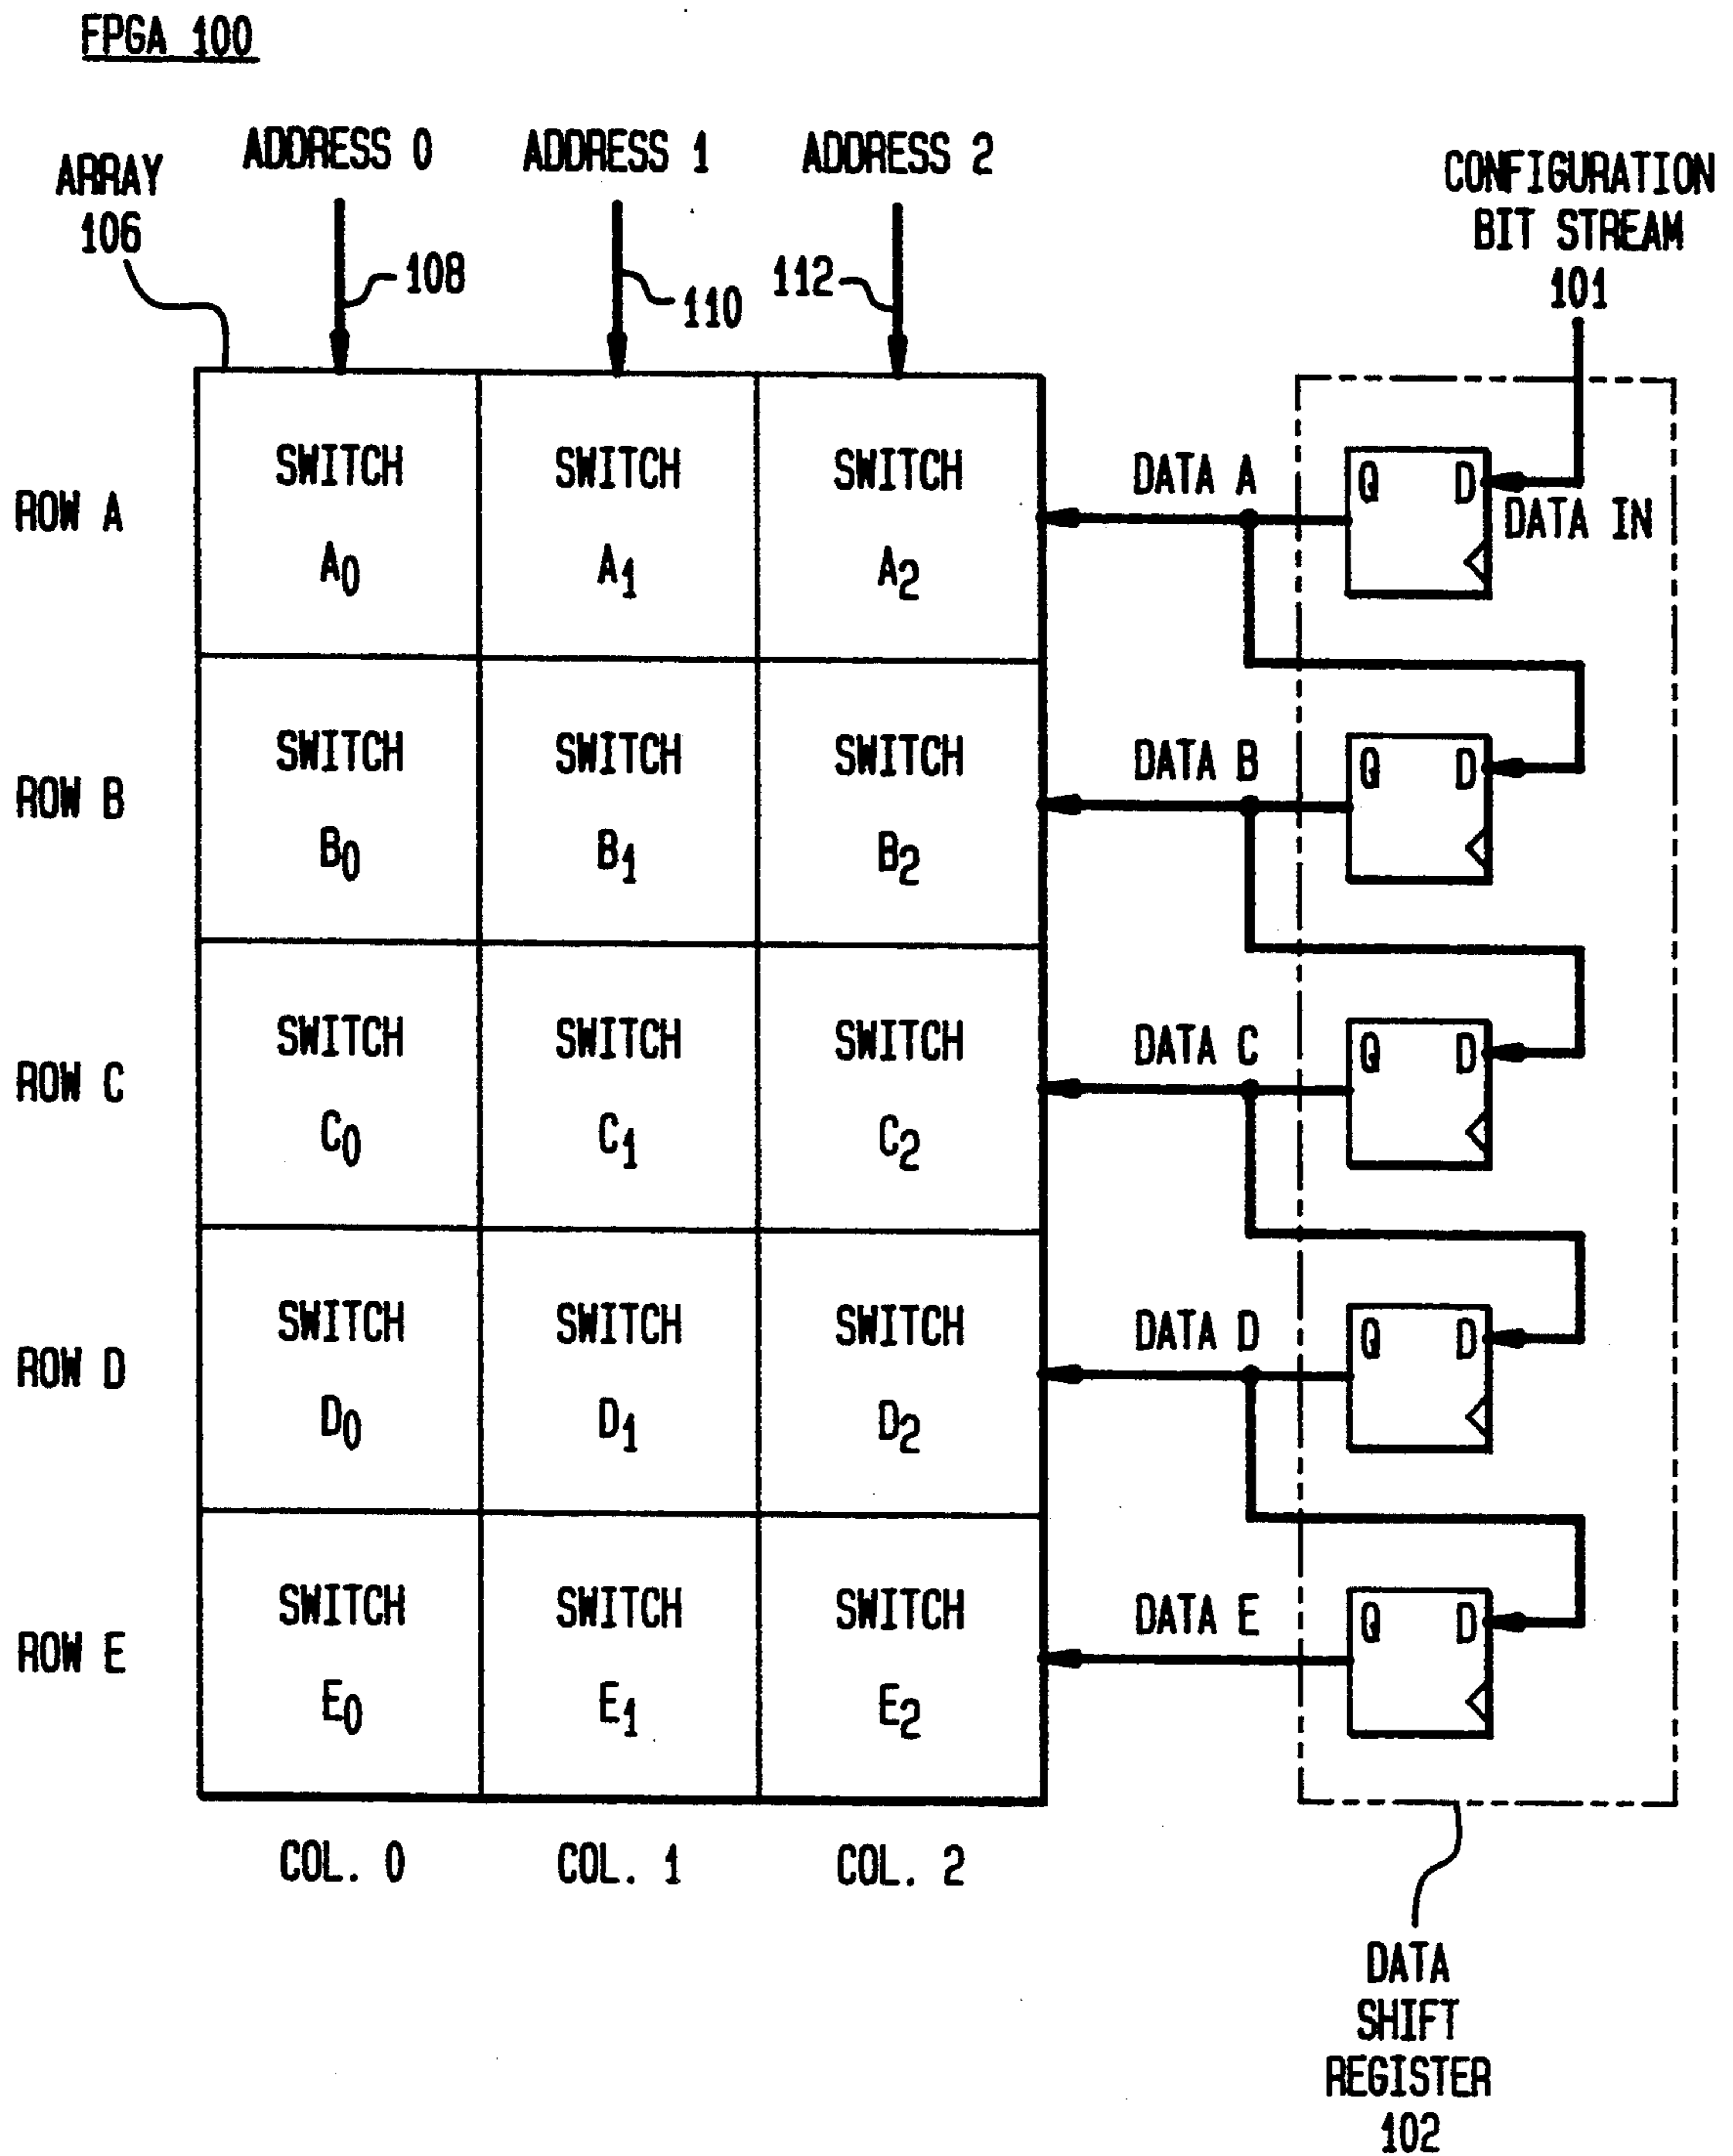 FPGA 100
ADDRESS 0 ADDRESS 1 ADDRESS 2
ARRAY
106
CONFIGURATION
BIT STREAM
101
108 110 112
ROW A
SWITCH SWITCH SWITCH
A0 A1 A2
DATA A
Q D
DATA IN
ROW B
SWITCH SWITCH SWITCH
B0 B1 B2
DATA B
Q D
ROW C
SWITCH SWITCH SWITCH
C0 C1 C2
DATA C
Q D
ROW D
SWITCH SWITCH SWITCH
D0 D1 D2
DATA D
Q D
ROW E
SWITCH SWITCH SWITCH
E0 E1 E2
DATA E
Q D
COL. 0 COL. 1 COL. 2
DATA
SHIFT
REGISTER
102